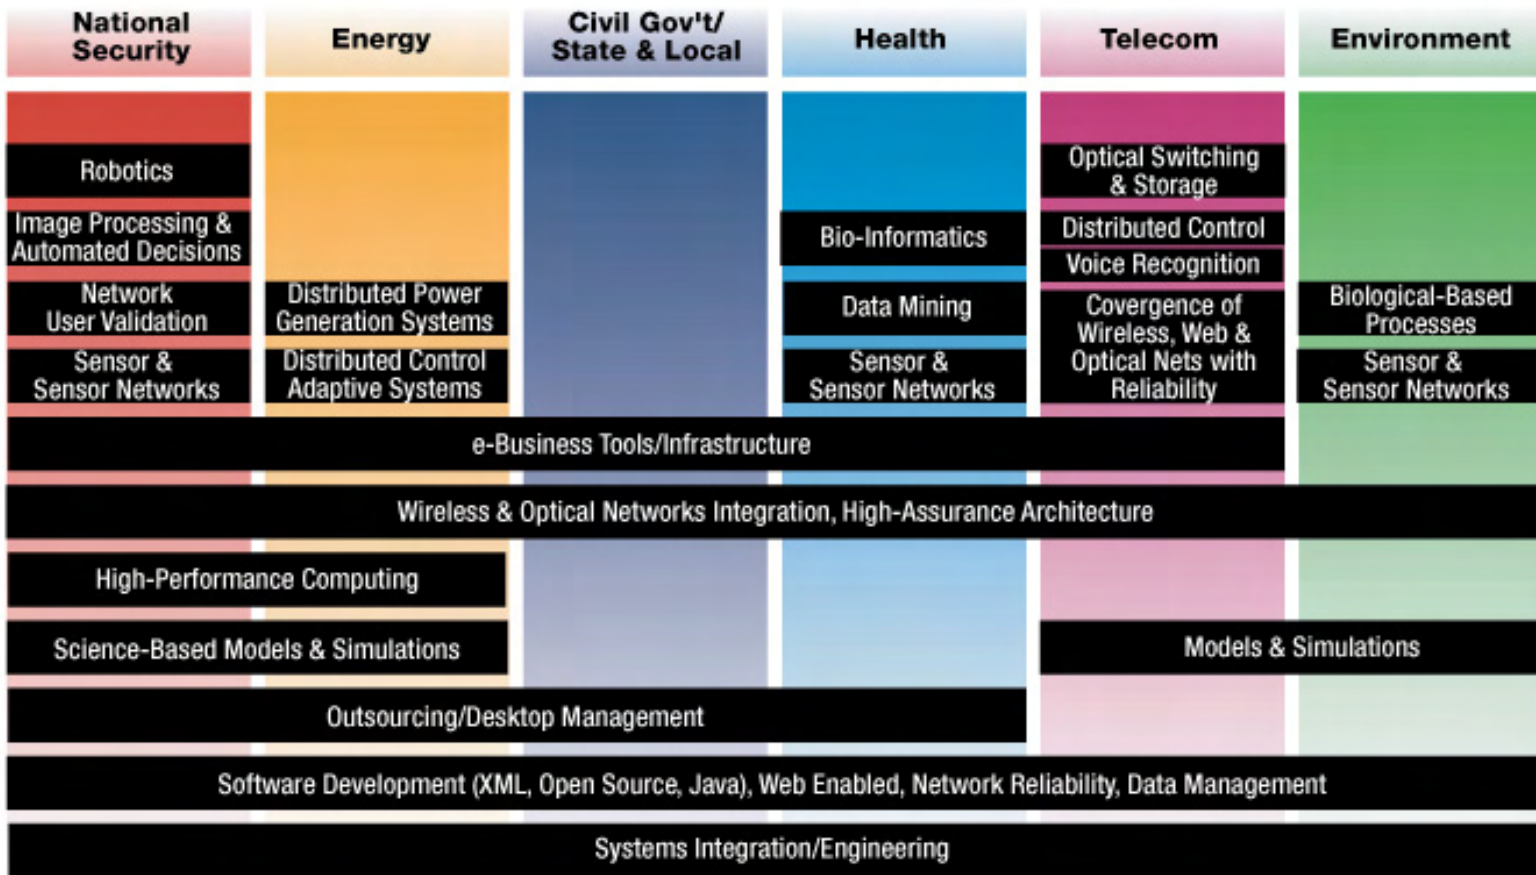 National
Security
Energy
Civil Gov't/
State & Local
Health
Telecom
Environment
Robotics
Image Processing &
Automated Decisions
Network
User Validation
Sensor &
Sensor Networks
Distributed Power
Generation Systems
Distributed Control
Adaptive Systems
Bio-Informatics
Data Mining
Sensor &
Sensor Networks
Optical Switching
& Storage
Distributed Control
Voice Recognition
Covergence of
Wireless, Web &
Optical Nets with
Reliability
Biological-Based
Processes
Sensor &
Sensor Networks
e-Business Tools/Infrastructure
Wireless & Optical Networks Integration, High-Assurance Architecture
High-Performance Computing
Science-Based Models & Simulations
Models & Simulations
Outsourcing/Desktop Management
Software Development (XML, Open Source, Java), Web Enabled, Network Reliability, Data Management
Systems Integration/Engineering